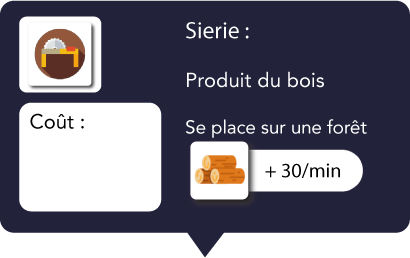 Sierie :
Produit du bois
Coût :
Se place sur une forêt
+ 30/min